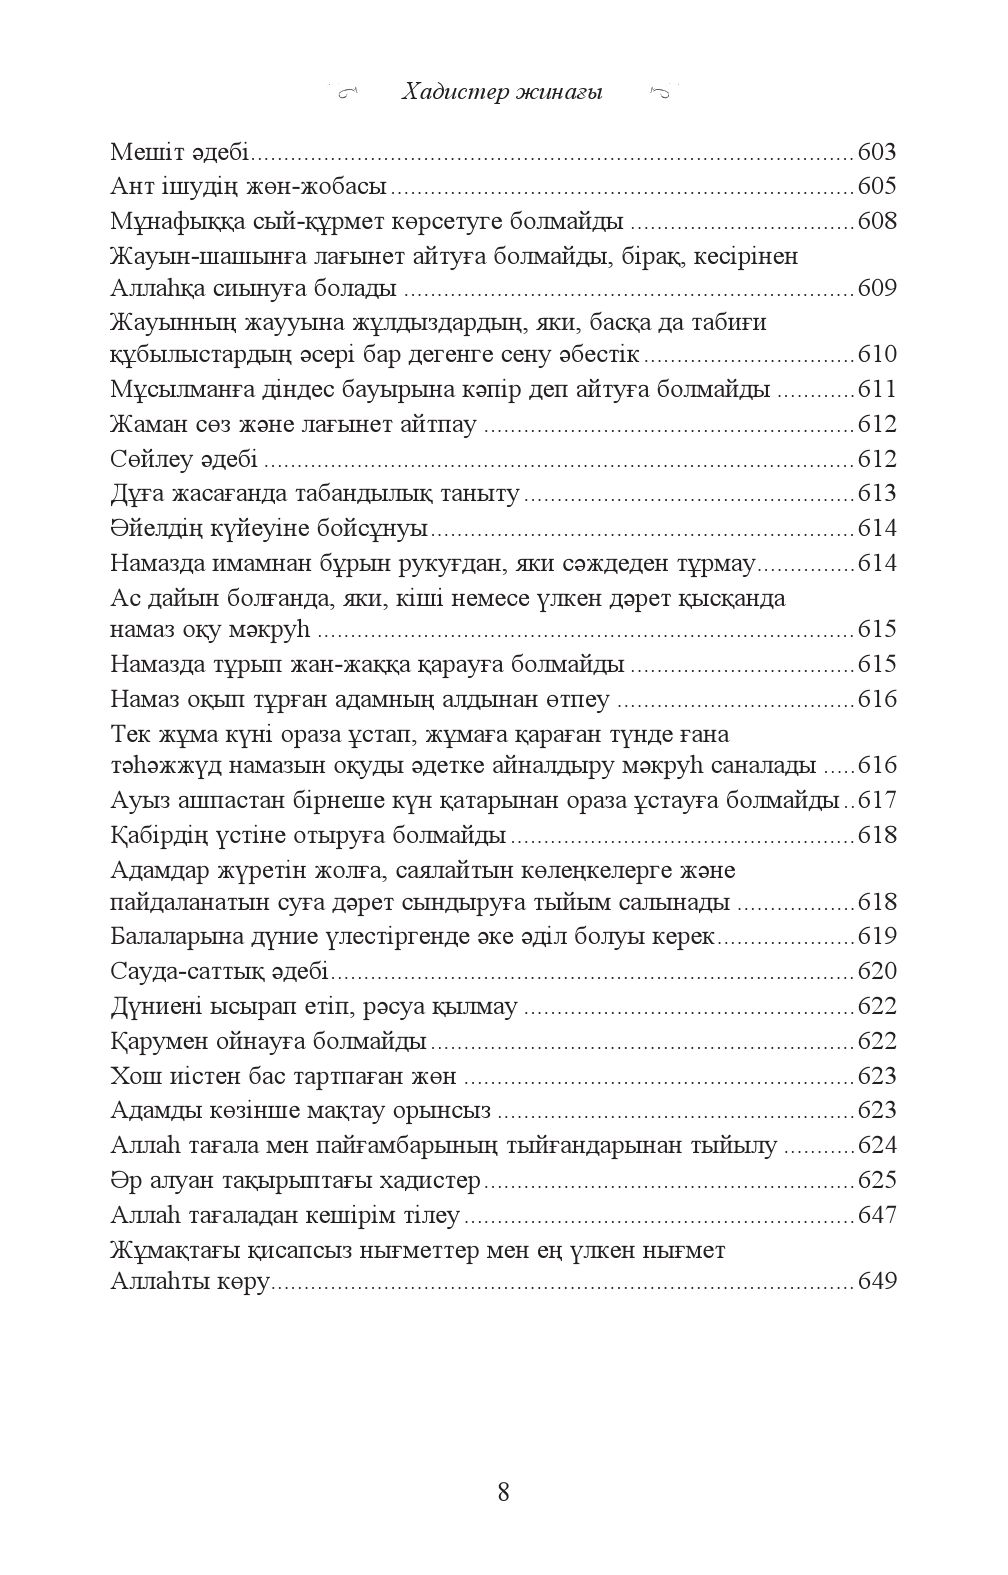 Хадистер жинағы
Мешіт әдебі........................................................................................603
Ант ішудің жөн-жобасы....................................................................605
Мұнафыққа сый-құрмет көрсетуге болмайды ..................................608
Жауын-шашынға лағынет айтуға болмайды, бірақ, кесірінен
Аллаһқа сиынуға болады ..................................................................609
Жауынның жаууына жұлдыздардың, яки, басқа да табиғи
құбылыстардың әсері бар дегенге сену әбестік ................................610
Мұсылманға діндес бауырына кәпір деп айтуға болмайды ............611
Жаман сөз және лағынет айтпау ........................................................612
Сөйлеу әдебі ........................................................................................612
Дұға жасағанда табандылық таныту..................................................613
Әйелдің күйеуіне бойсұнуы................................................................614
Намазда имамнан бұрын рукуғдан, яки сәждеден тұрмау...............614
Ас дайын болғанда, яки, кіші немесе үлкен дәрет қысқанда
намаз оқу мәкруһ ................................................................................615
Намазда тұрып жан-жаққа қарауға болмайды ..................................615
Намаз оқып тұрған адамның алдынан өтпеу ....................................616
Тек жұма күні ораза ұстап, жұмаға қараған түнде ғана
тәһәжжүд намазын оқуды әдетке айналдыру мәкруһ саналады .....616
Ауыз ашпастан бірнеше күн қатарынан ораза ұстауға болмайды..617
Қабірдің үстіне отыруға болмайды....................................................618
Адамдар жүретін жолға, саялайтын көлеңкелерге және
пайдаланатын суға дәрет сындыруға тыйым салынады ..................618
Балаларына дүние үлестіргенде әке әділ болуы керек.....................619
Сауда-саттық әдебі..............................................................................620
Дүниені ысырап етіп, рәсуа қылмау ..................................................622
Қарумен ойнауға болмайды................................................................622
Хош иістен бас тартпаған жөн ..........................................................623
Адамды көзінше мақтау орынсыз ......................................................623
Аллаһ тағала мен пайғамбарының тыйғандарынан тыйылу ...........624
Әр алуан тақырыптағы хадистер........................................................625
Аллаһ тағаладан кешірім тілеу..........................................................647
Жұмақтағы қисапсыз нығметтер мен ең үлкен нығмет
Аллаһты көру......................................................................................649
8